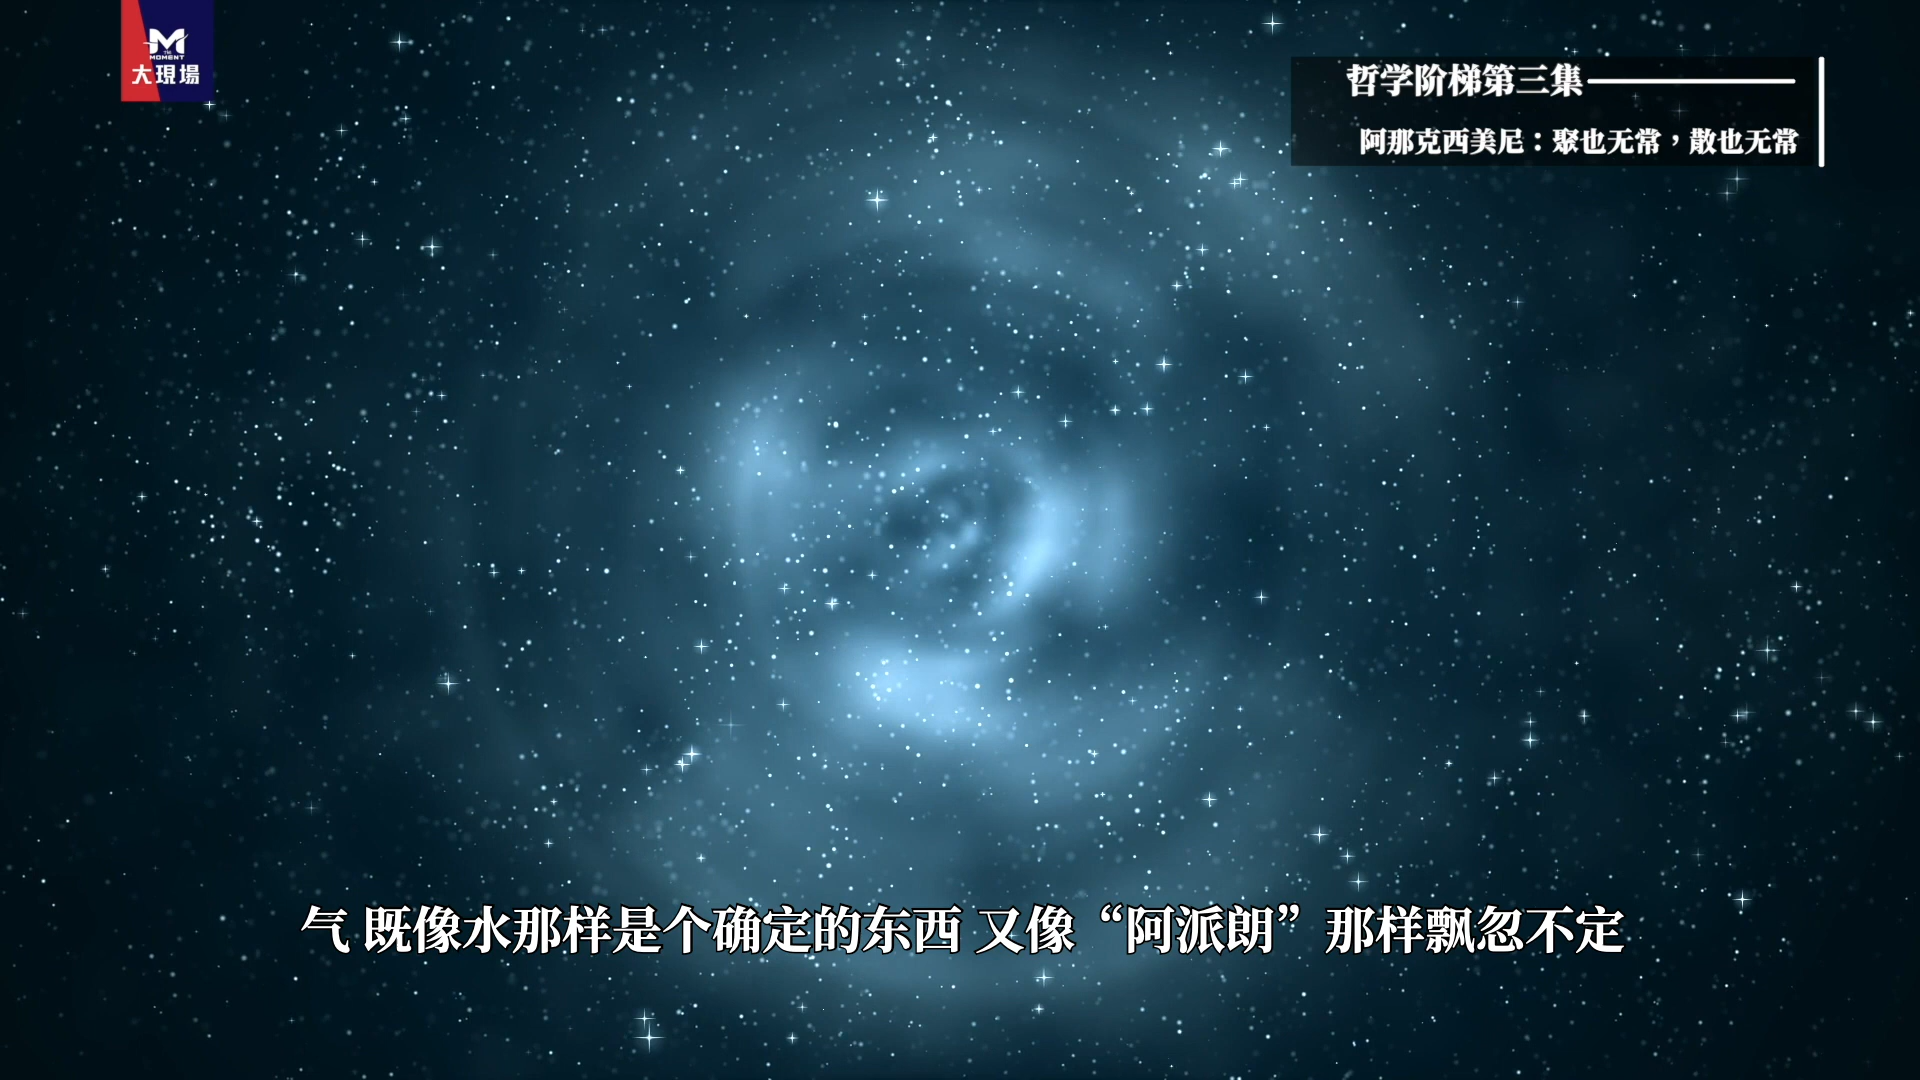 M
THE
MOMENT
大現場
哲学阶梯第三集
阿那克西美尼：聚也无常，散也无常
气 既像水那样是个确定的东西 又像“阿派朗”那样飘忽不定